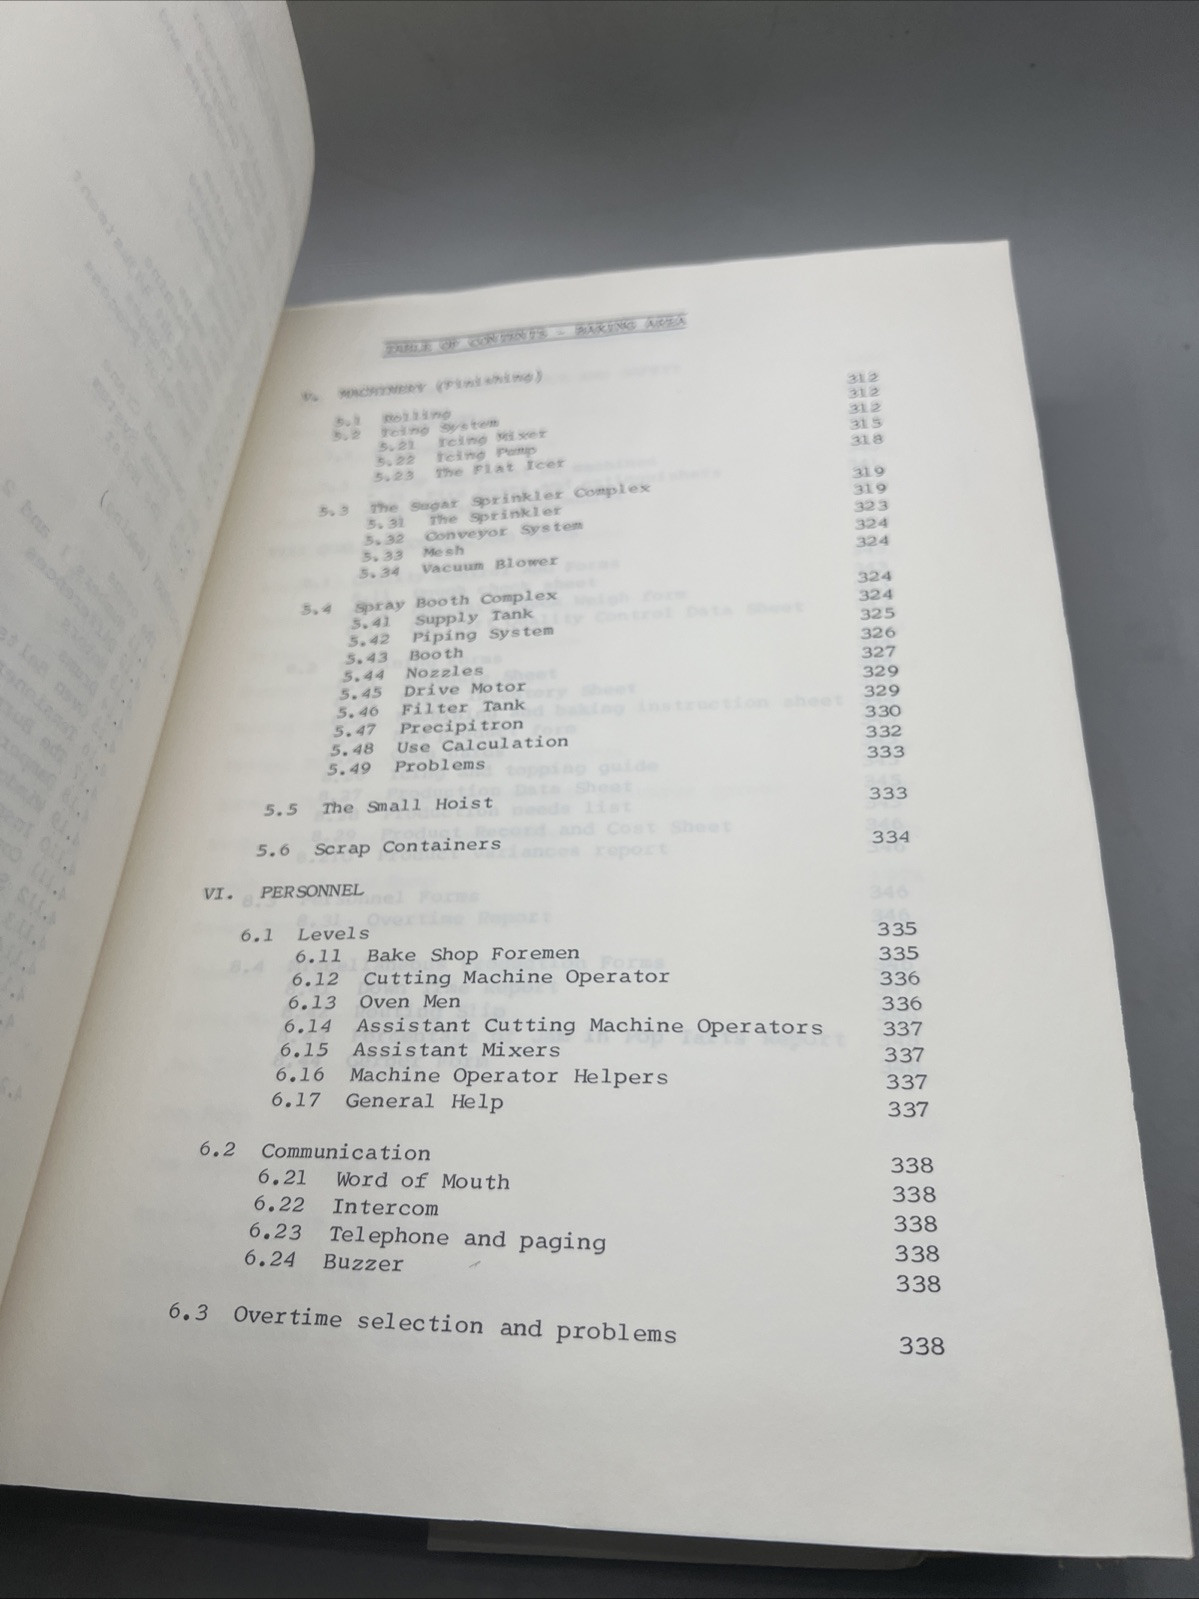 TABLE OF CONTENTS - BAKING AREA
V. MACHINERY (Finishing)
5.1 Rolling 312
5.2 Icing System 312
5.21 Icing Mixer 312
5.22 Icing Pump 315
5.23 The Flat Icer 318
5.3 The Sugar Sprinkler Complex 319
5.31 The Sprinkler 319
5.32 Conveyor System 323
5.33 Mesh 324
5.34 Vacuum Blower 324
5.4 Spray Booth Complex 324
5.41 Supply Tank 324
5.42 Piping System 325
5.43 Booth 326
5.44 Nozzles 327
5.45 Drive Motor 329
5.46 Filter Tank 329
5.47 Precipitron 330
5.48 Use Calculation 332
5.49 Problems 333
5.5 The Small Hoist 333
5.6 Scrap Containers 334
VI. PERSONNEL
6.1 Levels 335
6.11 Bake Shop Foremen 335
6.12 Cutting Machine Operator 336
6.13 Oven Men 336
6.14 Assistant Cutting Machine Operators 337
6.15 Assistant Mixers 337
6.16 Machine Operator Helpers 337
6.17 General Help 337
6.2 Communication 338
6.21 Word of Mouth 338
6.22 Intercom 338
6.23 Telephone and paging 338
6.24 Buzzer 338
6.3 Overtime selection and problems 338